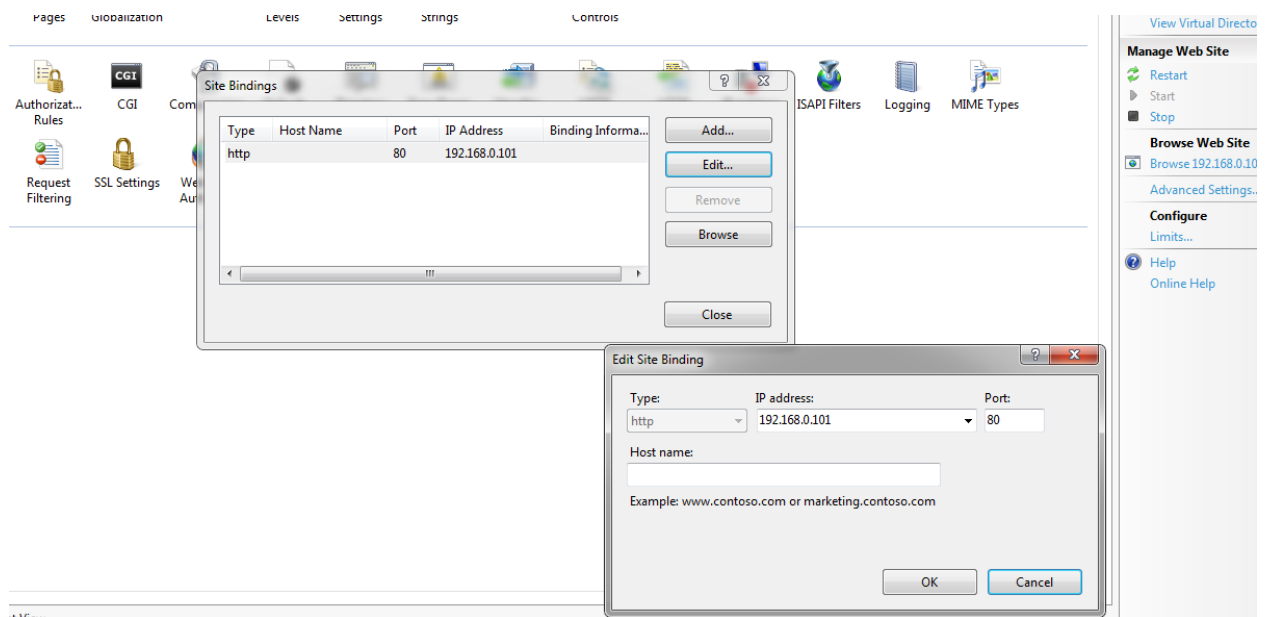 Pages Globalization Levels Settings Strings Controls
View Virtual Directo
Manage Web Site
Restart
Start
Stop
Browse Web Site
Browse 192.168.0.10
Advanced Settings..
Configure
Limits...
Help
Online Help
CGI
Authorizat... Rules
CGI
Com
ISAPI Filters
Logging
MIME Types
Request Filtering
SSL Settings
We
Au
Site Bindings
Type Host Name Port IP Address Binding Informa...
http 80 192.168.0.101
Add...
Edit...
Remove
Browse
Close
Edit Site Binding
Type: IP address: Port:
http 192.168.0.101 80
Host name:
Example: www.contoso.com or marketing.contoso.com
OK Cancel